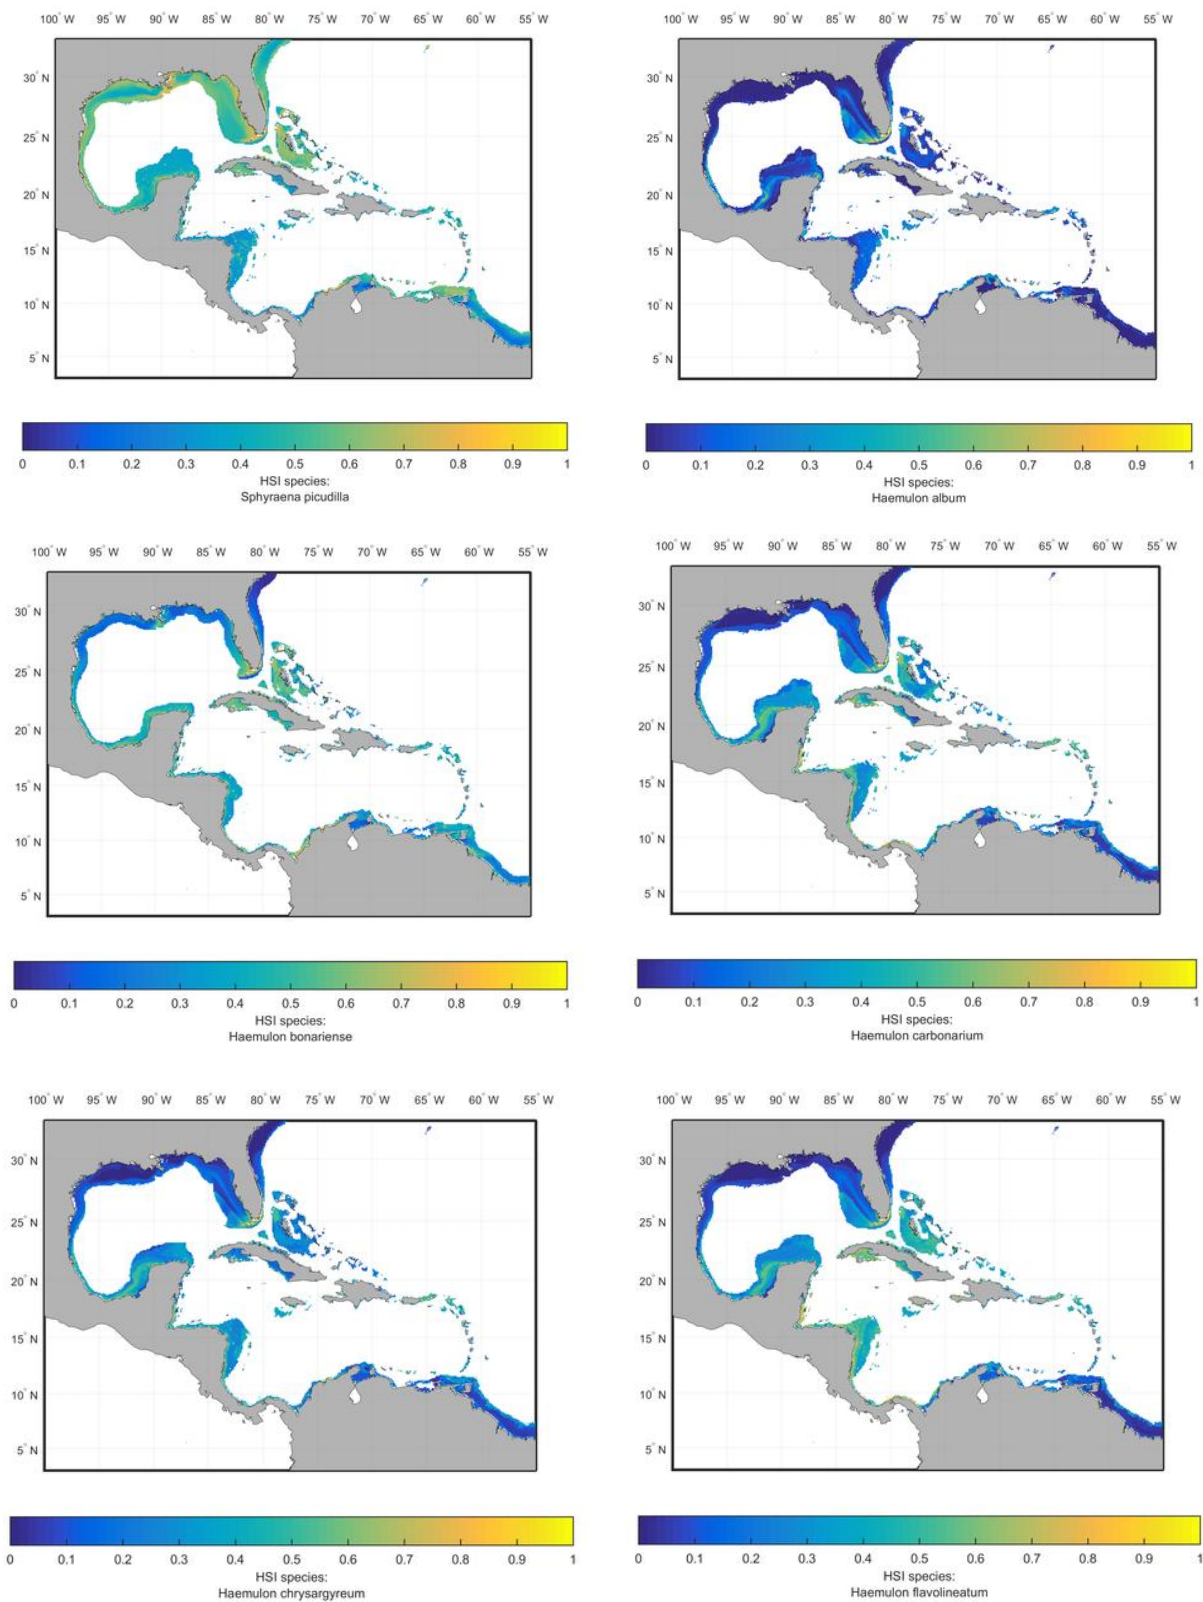 100° W 95° W 90° W 85° W 80° W 75° W 70° W 65° W 60° W 55° W
30° N
25° N
20° N
15° N
10° N
5° N
0 0.1 0.2 0.3 0.4 0.5 0.6 0.7 0.8 0.9 1
HSI species:
Sphyraena picudilla
100° W 95° W 90° W 85° W 80° W 75° W 70° W 65° W 60° W 55° W
30° N
25° N
20° N
15° N
10° N
5° N
0 0.1 0.2 0.3 0.4 0.5 0.6 0.7 0.8 0.9 1
HSI species:
Haemulon album
100° W 95° W 90° W 85° W 80° W 75° W 70° W 65° W 60° W 55° W
30° N
25° N
20° N
15° N
10° N
5° N
0 0.1 0.2 0.3 0.4 0.5 0.6 0.7 0.8 0.9 1
HSI species:
Haemulon bonariense
100° W 95° W 90° W 85° W 80° W 75° W 70° W 65° W 60° W 55° W
30° N
25° N
20° N
15° N
10° N
5° N
0 0.1 0.2 0.3 0.4 0.5 0.6 0.7 0.8 0.9 1
HSI species:
Haemulon carbonarium
100° W 95° W 90° W 85° W 80° W 75° W 70° W 65° W 60° W 55° W
30° N
25° N
20° N
15° N
10° N
5° N
0 0.1 0.2 0.3 0.4 0.5 0.6 0.7 0.8 0.9 1
HSI species:
Haemulon chrysargyreum
100° W 95° W 90° W 85° W 80° W 75° W 70° W 65° W 60° W 55° W
30° N
25° N
20° N
15° N
10° N
5° N
0 0.1 0.2 0.3 0.4 0.5 0.6 0.7 0.8 0.9 1
HSI species:
Haemulon flavolineatum